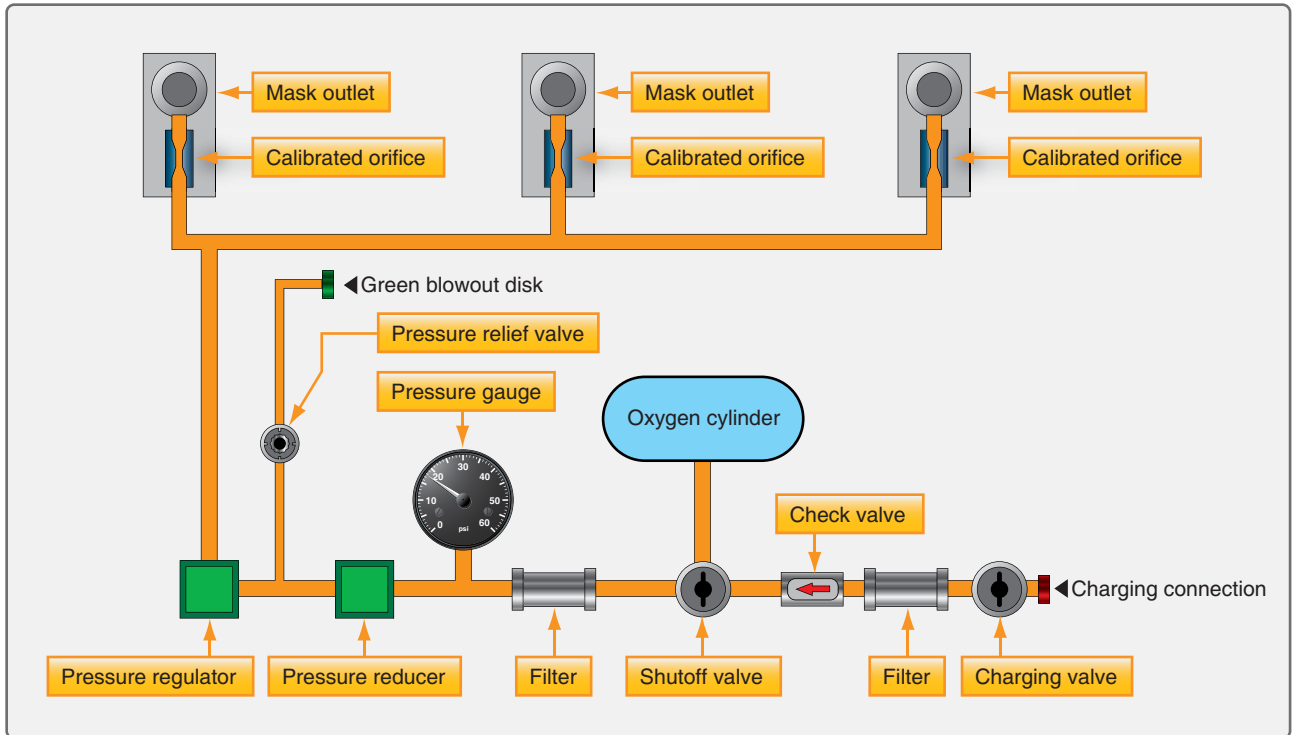 Mask outlet
Mask outlet
Mask outlet
Calibrated orifice
Calibrated orifice
Calibrated orifice
Green blowout disk
Pressure relief valve
Pressure gauge
Oxygen cylinder
0
10
20
30
40
50
60
psi
Check valve
Charging connection
Pressure regulator
Pressure reducer
Filter
Shutoff valve
Filter
Charging valve